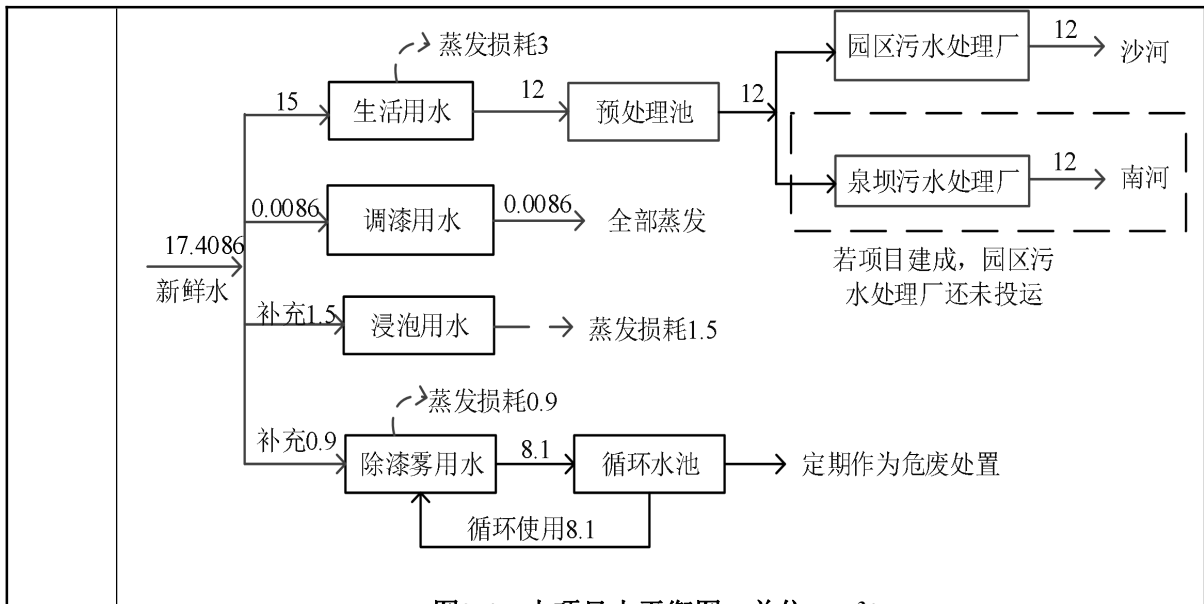 蒸发损耗3
15
生活用水
12
预处理池
12
园区污水处理厂
12
沙河
泉坝污水处理厂
12
南河
若项目建成，园区污
水处理厂还未投运
0.0086
调漆用水
0.0086
全部蒸发
17.4086
新鲜水
补充1.5
浸泡用水
蒸发损耗1.5
蒸发损耗0.9
补充0.9
除漆雾用水
8.1
循环水池
定期作为危废处置
循环使用8.1